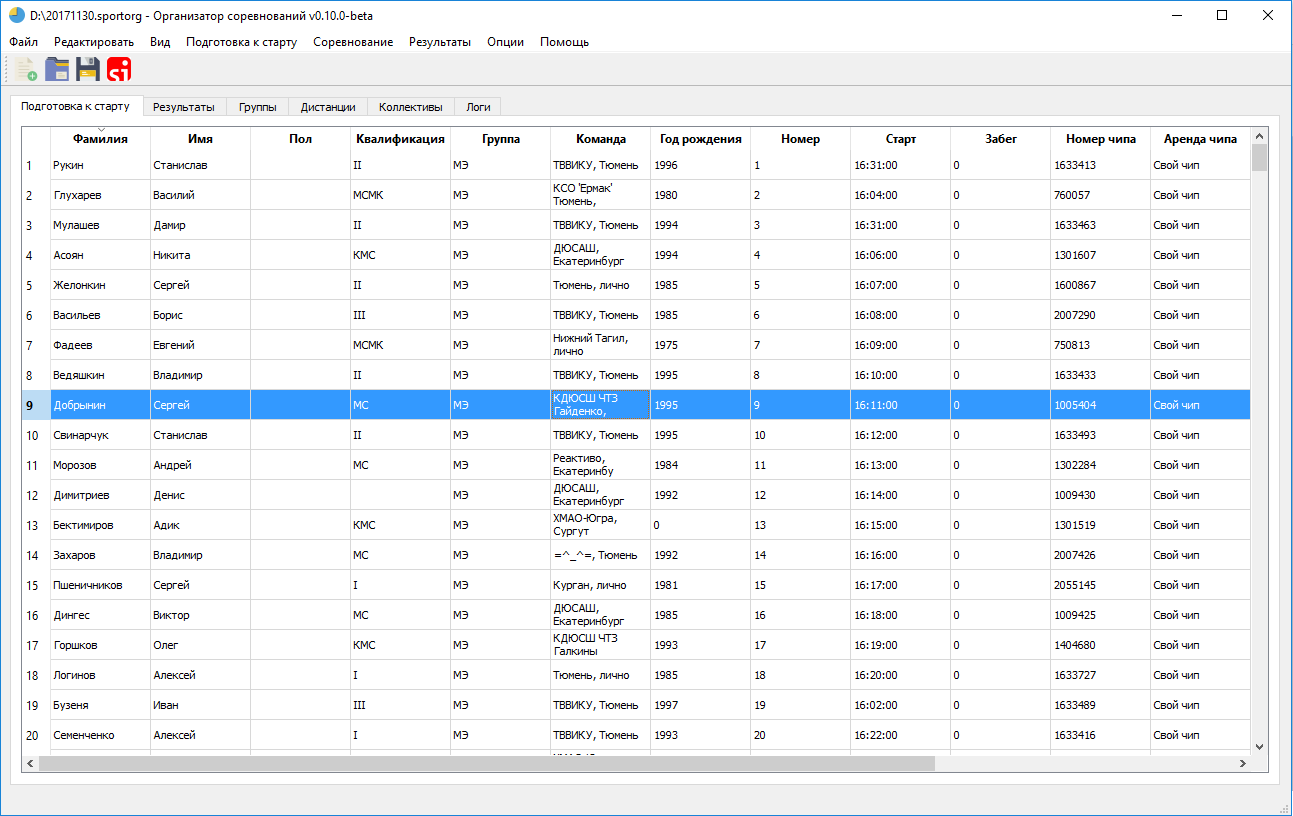 D:\20171130.sportorg - Организатор соревнований v0.10.0-beta
Файл Редактировать Вид Подготовка к старту Соревнование Результаты Опции Помощь
si
Подготовка к старту Результаты Группы Дистанции Коллективы Логи
Фамилия Имя Пол Квалификация Группа Команда Год рождения Номер Старт Забег Номер чипа Аренда чипа
1 Рукин Станислав II МЭ ТВВИКУ, Тюмень 1996 1 16:31:00 0 1633413 Свой чип
2 Глухарев Василий МСМК МЭ КСО 'Ермак' Тюмень, 1980 2 16:04:00 0 760057 Свой чип
3 Мулашев Дамир II МЭ ТВВИКУ, Тюмень 1994 3 16:31:00 0 1633463 Свой чип
4 Асоян Никита КМС МЭ ДЮСАШ, Екатеринбург 1994 4 16:06:00 0 1301607 Свой чип
5 Желонкин Сергей II МЭ Тюмень, лично 1985 5 16:07:00 0 1600867 Свой чип
6 Васильев Борис III МЭ ТВВИКУ, Тюмень 1985 6 16:08:00 0 2007290 Свой чип
7 Фадеев Евгений МСМК МЭ Нижний Тагил, лично 1975 7 16:09:00 0 750813 Свой чип
8 Ведяшкин Владимир II МЭ ТВВИКУ, Тюмень 1995 8 16:10:00 0 1633433 Свой чип
9 Добрынин Сергей МС МЭ КДЮСШ ЧТЗ Гайденко, 1995 9 16:11:00 0 1005404 Свой чип
10 Свинарчук Станислав II МЭ ТВВИКУ, Тюмень 1995 10 16:12:00 0 1633493 Свой чип
11 Морозов Андрей МС МЭ Реактиво, Екатеринбу 1984 11 16:13:00 0 1302284 Свой чип
12 Димитриев Денис МЭ ДЮСАШ, Екатеринбург 1992 12 16:14:00 0 1009430 Свой чип
13 Бектимиров Адик КМС МЭ ХМАО-Югра, Сургут 0 13 16:15:00 0 1301519 Свой чип
14 Захаров Владимир МС МЭ =^_^=, Тюмень 1992 14 16:16:00 0 2007426 Свой чип
15 Пшеничников Сергей I МЭ Курган, лично 1981 15 16:17:00 0 2055145 Свой чип
16 Дингес Виктор МС МЭ ДЮСАШ, Екатеринбург 1985 16 16:18:00 0 1009425 Свой чип
17 Горшков Олег КМС МЭ КДЮСШ ЧТЗ Галкины 1993 17 16:19:00 0 1404680 Свой чип
18 Логинов Алексей I МЭ Тюмень, лично 1985 18 16:20:00 0 1633727 Свой чип
19 Бузеня Иван III МЭ ТВВИКУ, Тюмень 1997 19 16:02:00 0 1633489 Свой чип
20 Семенченко Алексей I МЭ ТВВИКУ, Тюмень 1993 20 16:22:00 0 1633416 Свой чип